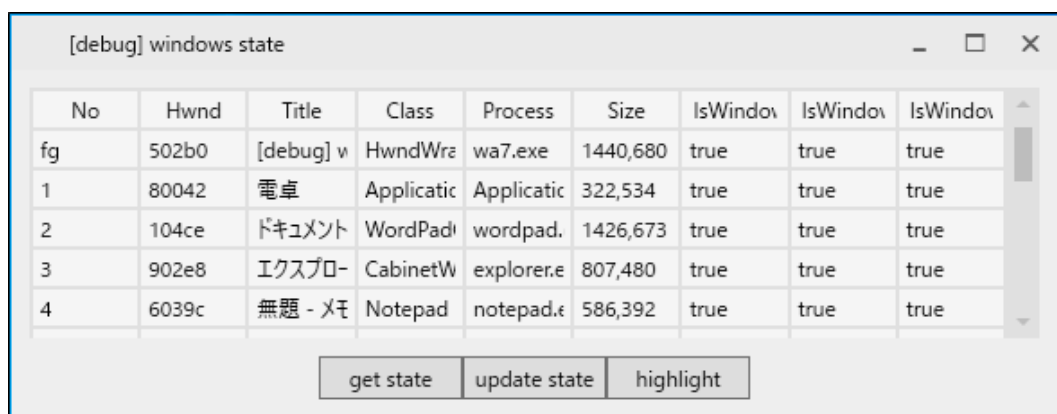 [debug] windows state
No Hwnd Title Class Process Size IsWindov IsWindov IsWindov
fg 502b0 [debug] w HwndWra wa7.exe 1440,680 true true true
1 80042 電卓 Applicatic Applicatic 322,534 true true true
2 104ce ドキュメント WordPad( wordpad. 1426,673 true true true
3 902e8 エクスプロー CabinetW explorer.e 807,480 true true true
4 6039c 無題 - メモ Notepad notepad.e 586,392 true true true
get state update state highlight